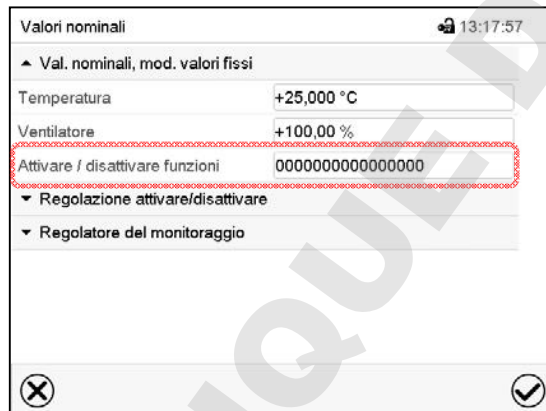 Valori nominali 13:17:57
Val. nominali, mod. valori fissi
Temperatura +25,000 °C
Ventilatore +100,00 %
Attivare / disattivare funzioni 0000000000000000
Regolazione attivare/disattivare
Regolatore del monitoraggio
QUE D